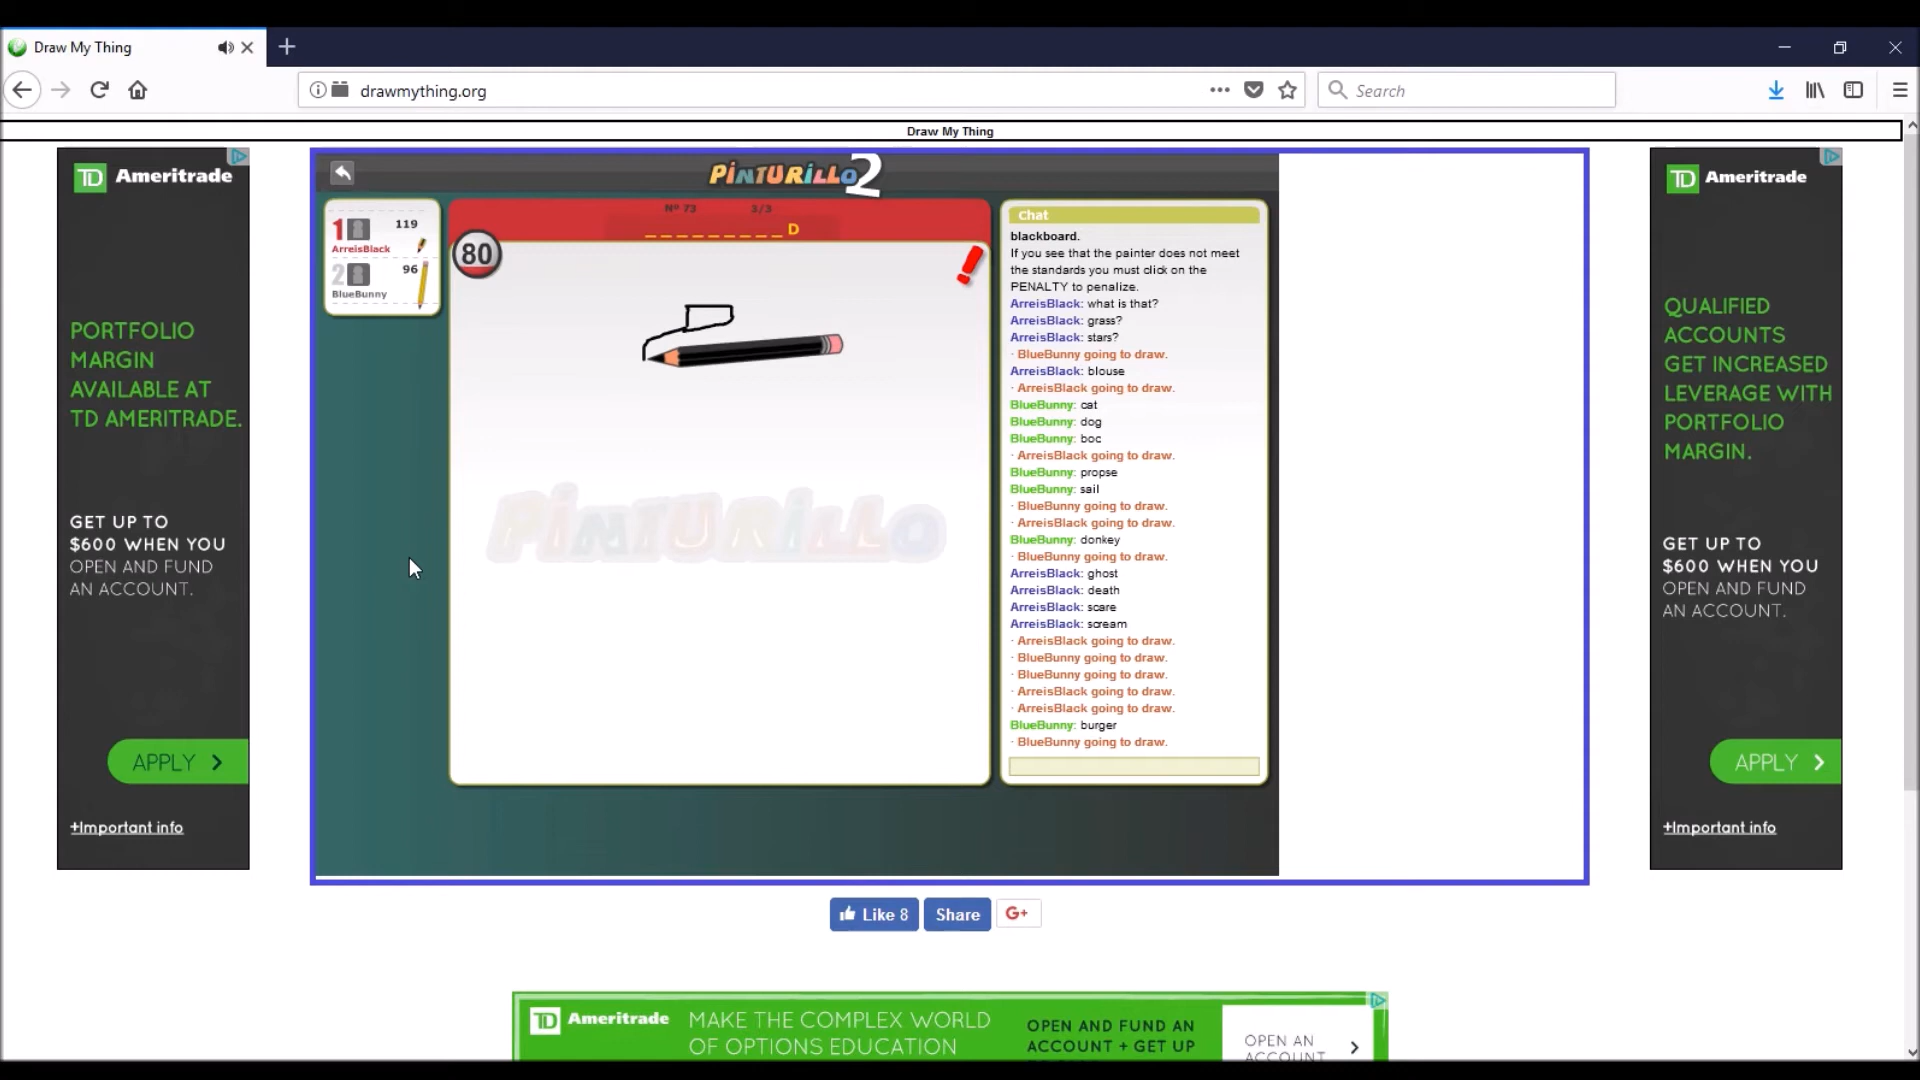 Draw My Thing
drawmything.org
Search
Draw My Thing
TD Ameritrade
PORTFOLIO
MARGIN
AVAILABLE AT
TD AMERITRADE.
GET UP TO
$600 WHEN YOU
OPEN AND FUND
AN ACCOUNT.
APPLY
+Important info
PINTURILLO 2
1 119
ArreisBlack
2 96
BlueBunny
Nº 73 3/3
_ _ _ _ _ _ _ _ _ D
80
!
PINTURILLO
Chat
blackboard.
If you see that the painter does not meet
the standards you must click on the
PENALTY to penalize.
ArreisBlack: what is that?
ArreisBlack: grass?
ArreisBlack: stars?
· BlueBunny going to draw.
ArreisBlack: blouse
· ArreisBlack going to draw.
BlueBunny: cat
BlueBunny: dog
BlueBunny: boc
· ArreisBlack going to draw.
BlueBunny: propse
BlueBunny: sail
· BlueBunny going to draw.
· ArreisBlack going to draw.
BlueBunny: donkey
· BlueBunny going to draw.
ArreisBlack: ghost
ArreisBlack: death
ArreisBlack: scare
ArreisBlack: scream
· ArreisBlack going to draw.
· BlueBunny going to draw.
· BlueBunny going to draw.
· ArreisBlack going to draw.
· ArreisBlack going to draw.
BlueBunny: burger
· BlueBunny going to draw.
TD Ameritrade
QUALIFIED
ACCOUNTS
GET INCREASED
LEVERAGE WITH
PORTFOLIO
MARGIN.
GET UP TO
$600 WHEN YOU
OPEN AND FUND
AN ACCOUNT.
APPLY
+Important info
Like 8 Share G+
TD Ameritrade
MAKE THE COMPLEX WORLD
OF OPTIONS EDUCATION
OPEN AND FUND AN
ACCOUNT + GET UP
OPEN AN
ACCOUNT